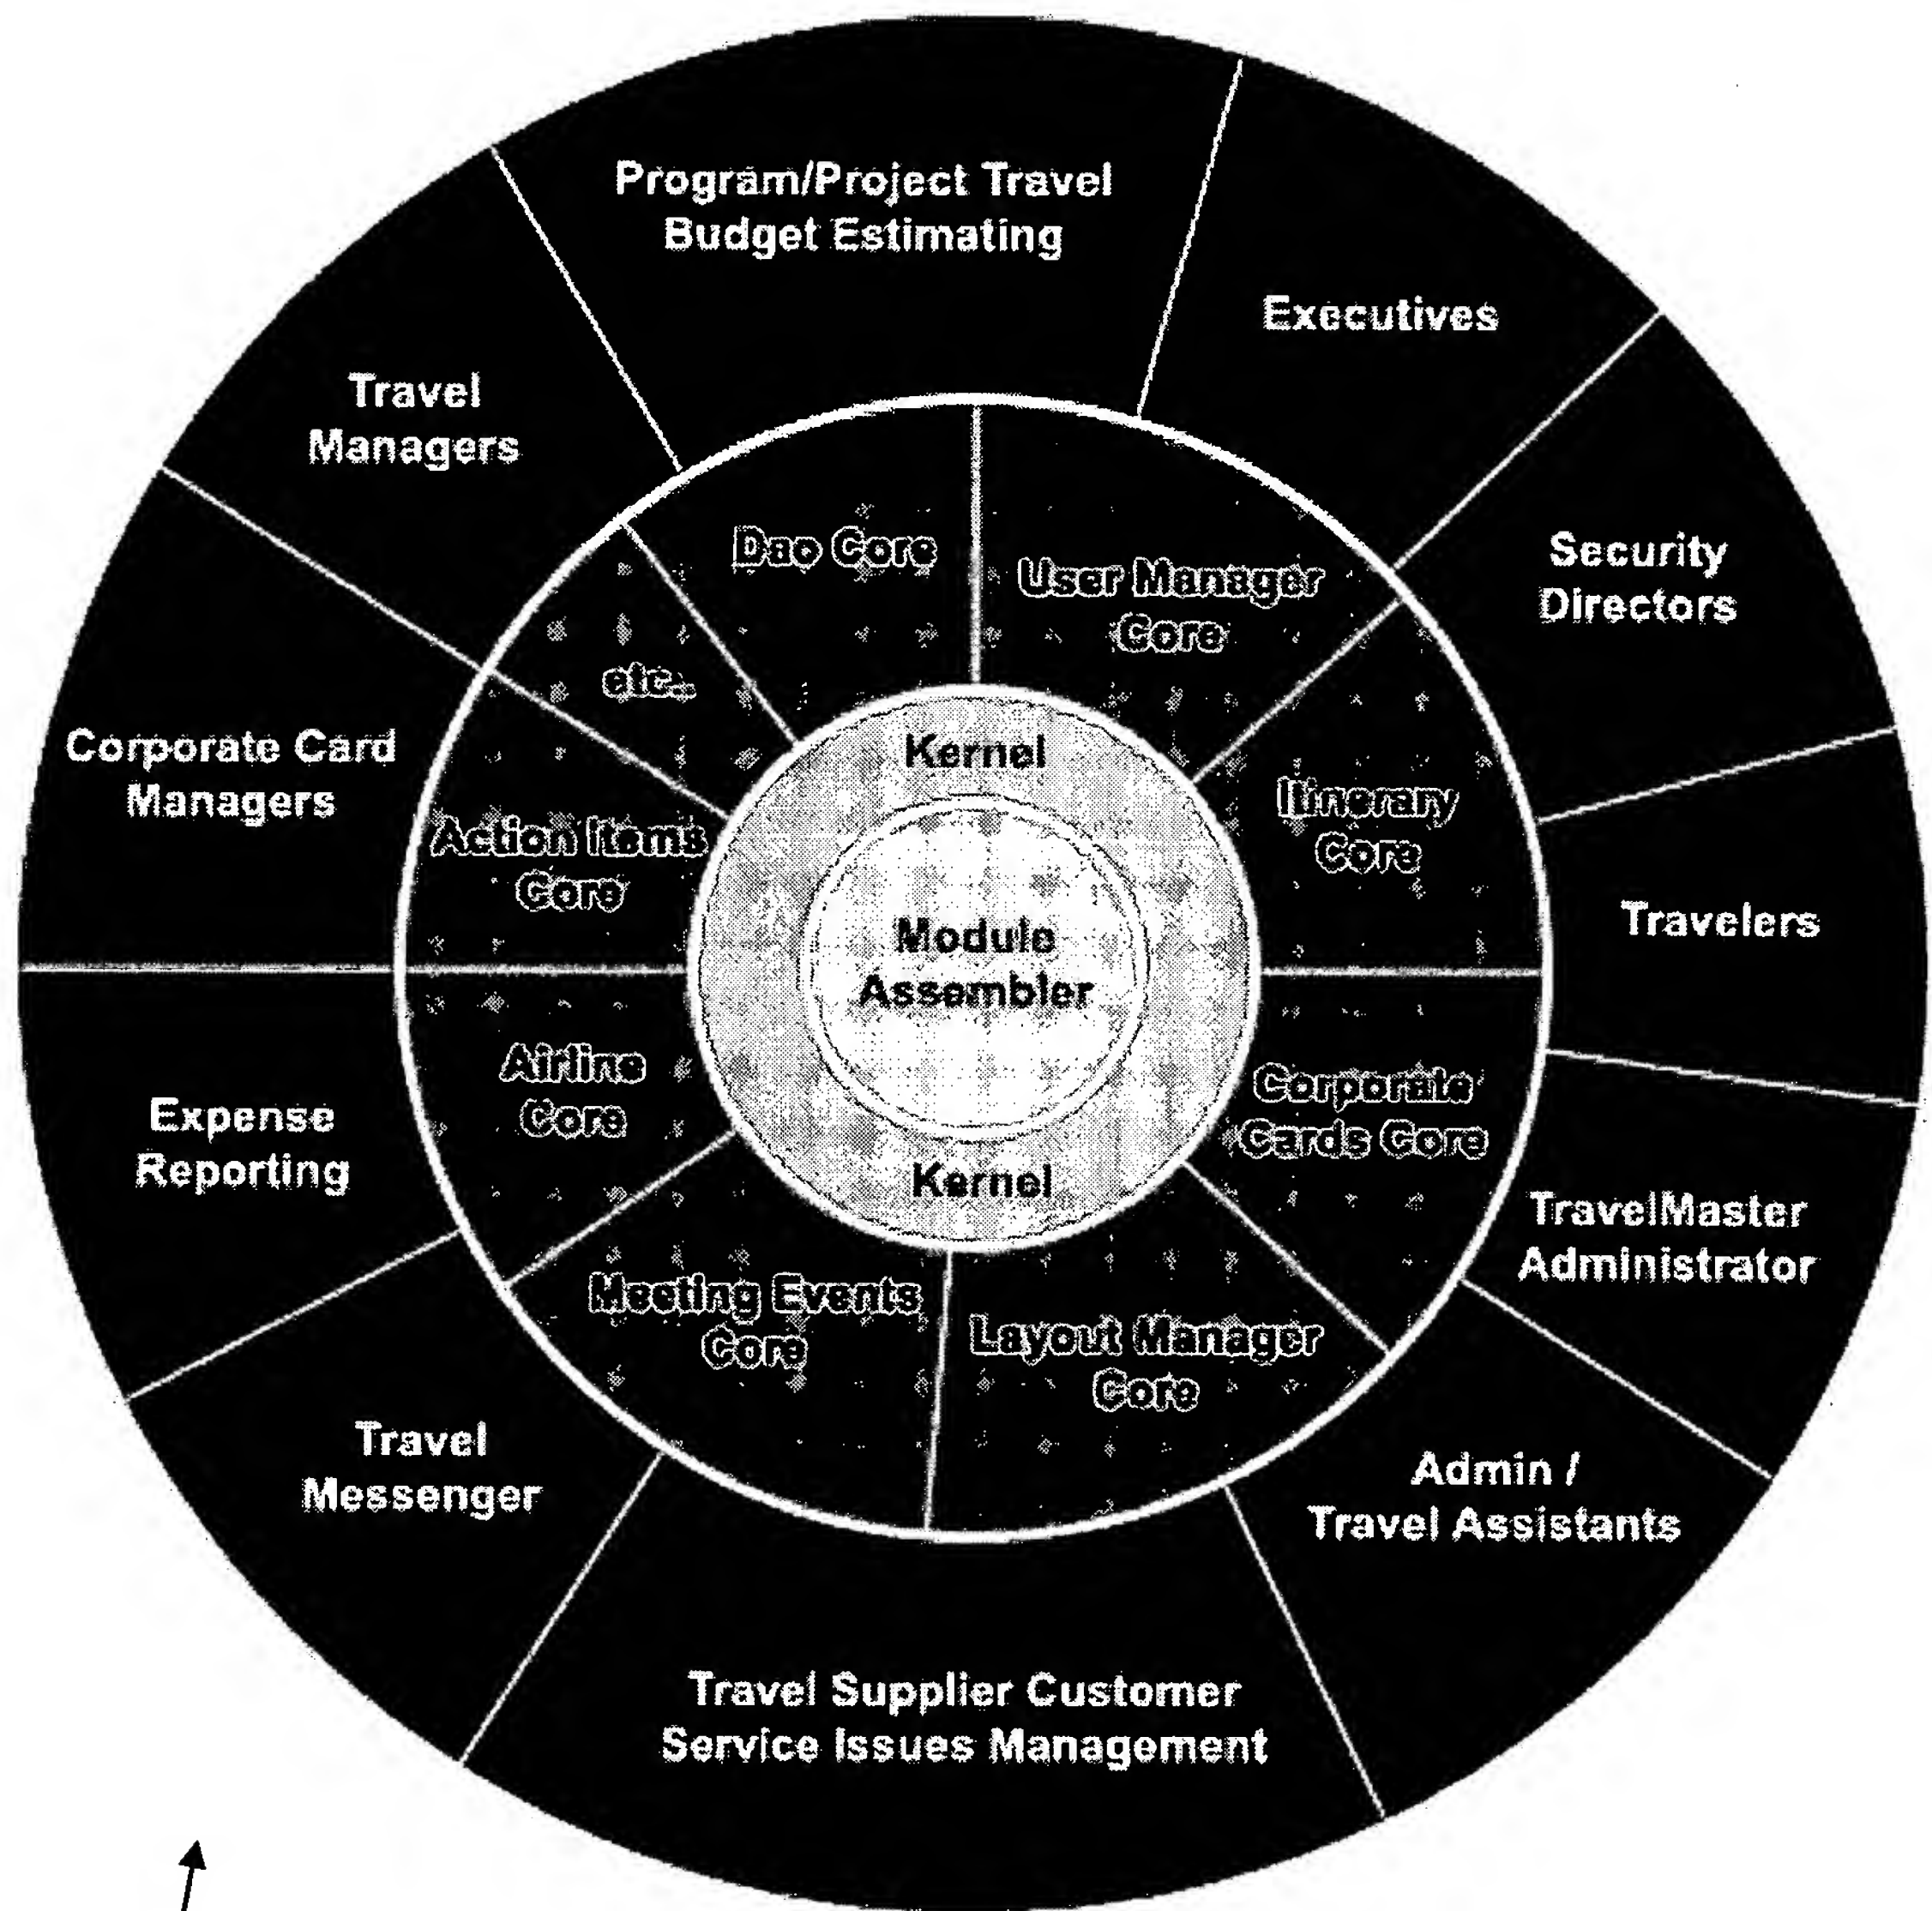 Program/Project Travel
Budget Estimating
Executives
Security
Directors
Travelers
TravelMaster
Administrator
Admin /
Travel Assistants
Travel Supplier Customer
Service Issues Management
Travel
Messenger
Expense
Reporting
Corporate Card
Managers
Travel
Managers
Dao Core
User Manager
Core
Itinerary
Core
Corporate
Cards Core
Layout Manager
Core
Meeting Events
Core
Airline
Core
Action Items
Core
etc..
Kernel
Module
Assembler
Kernel